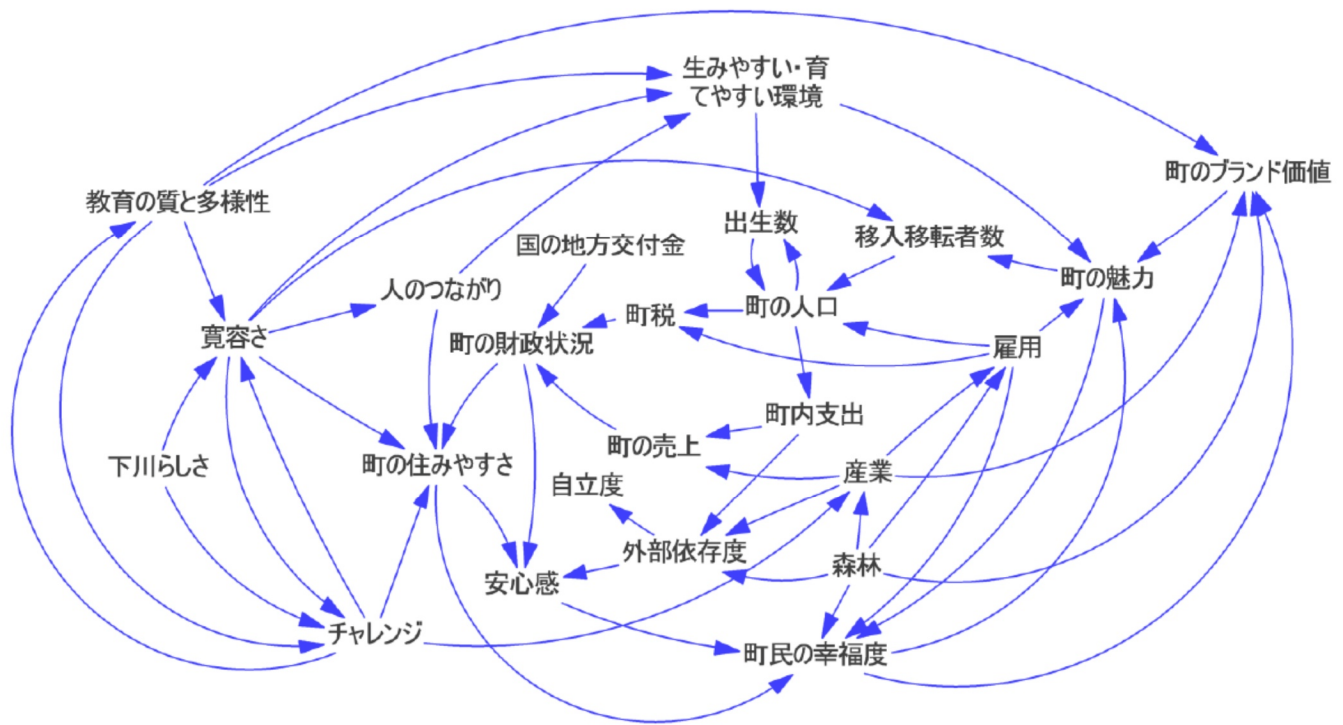 生みやすい・育
てやすい環境
町のブランド価値
教育の質と多様性
出生数
移入移転者数
国の地方交付金
町の魅力
人のつながり
町の人口
町税
寛容さ
町の財政状況
雇用
町内支出
町の売上
下川らしさ
町の住みやすさ
産業
自立度
外部依存度
森林
安心感
チャレンジ
町民の幸福度